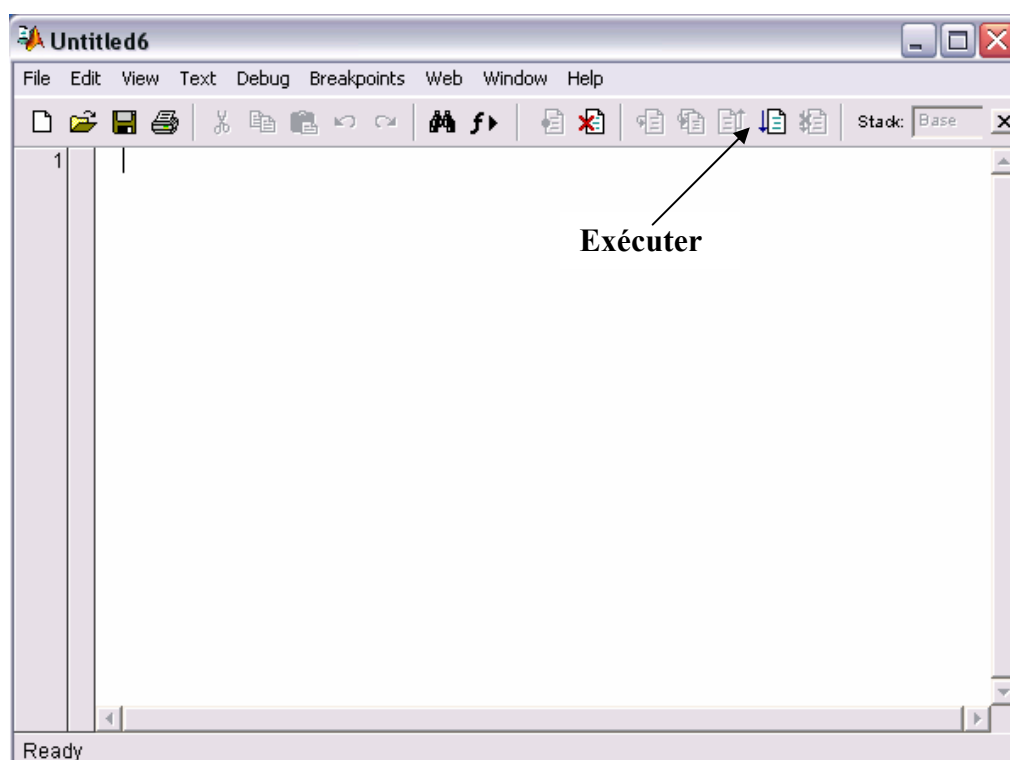 Untitled6
File Edit View Text Debug Breakpoints Web Window Help
Stack: Base
1
Exécuter
Ready